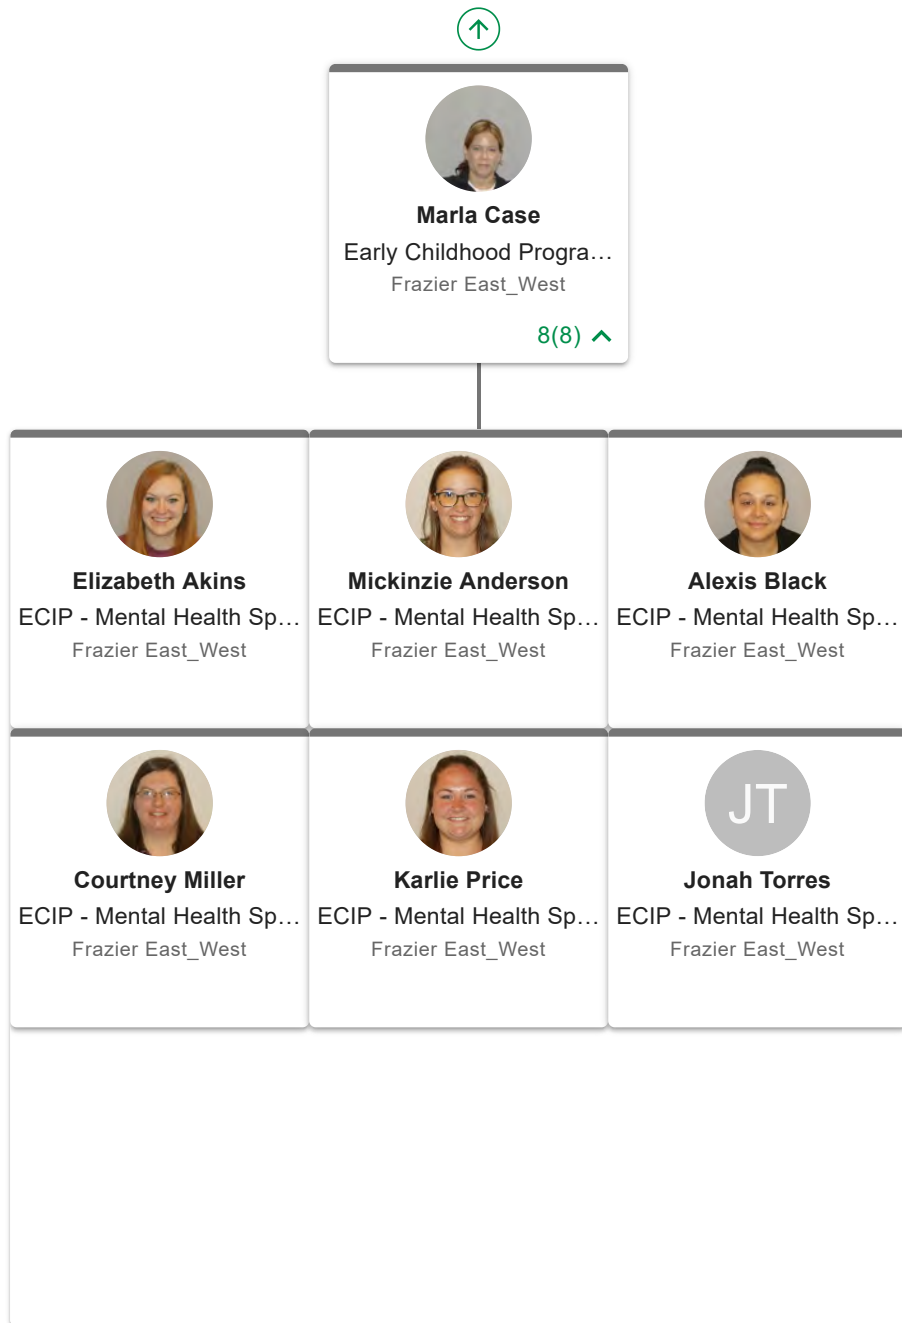 Marla Case
Early Childhood Progra…
Frazier East_West
8(8)
Elizabeth Akins
ECIP - Mental Health Sp…
Frazier East_West
Mickinzie Anderson
ECIP - Mental Health Sp…
Frazier East_West
Alexis Black
ECIP - Mental Health Sp…
Frazier East_West
Courtney Miller
ECIP - Mental Health Sp…
Frazier East_West
Karlie Price
ECIP - Mental Health Sp…
Frazier East_West
JT
Jonah Torres
ECIP - Mental Health Sp…
Frazier East_West